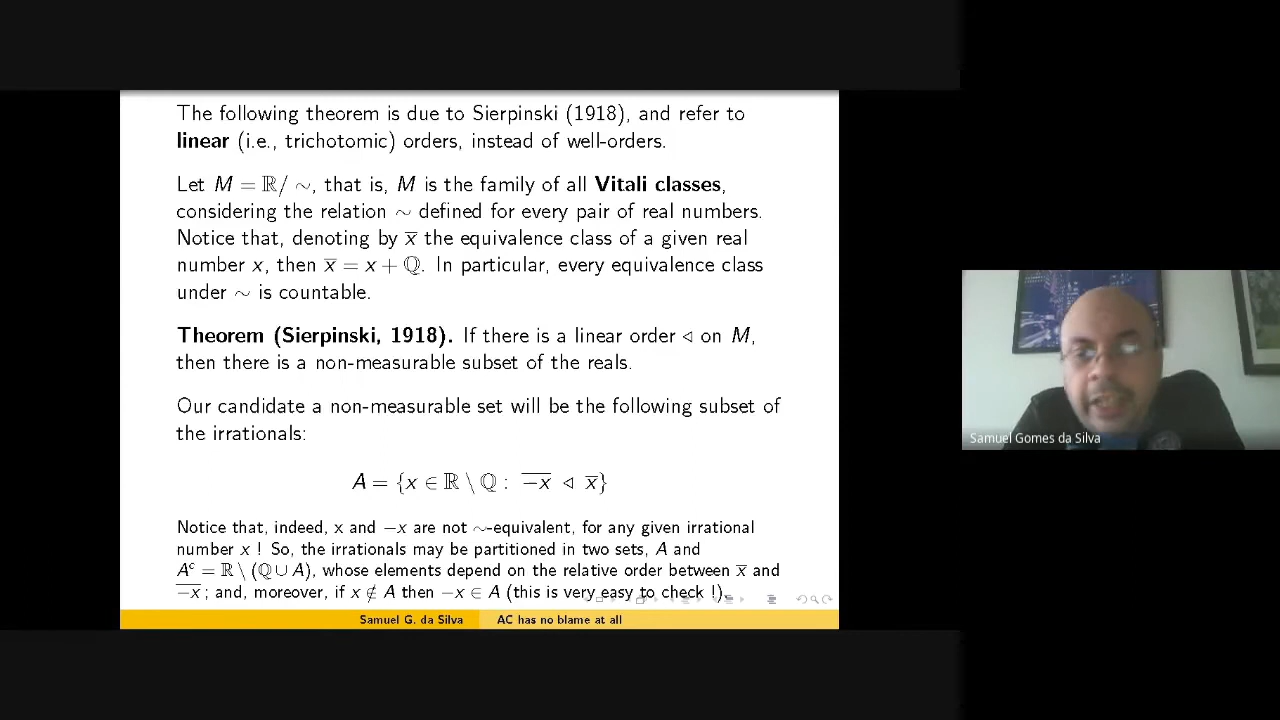 The following theorem is due to Sierpinski (1918), and refer to
linear (i.e., trichotomic) orders, instead of well-orders.
Let M = ℝ/ ∼, that is, M is the family of all Vitali classes,
considering the relation ∼ defined for every pair of real numbers.
Notice that, denoting by x̅ the equivalence class of a given real
number x, then x̅ = x + ℚ. In particular, every equivalence class
under ∼ is countable.
Theorem (Sierpinski, 1918). If there is a linear order ◁ on M,
then there is a non-measurable subset of the reals.
Our candidate a non-measurable set will be the following subset of
the irrationals:
A = {x ∈ ℝ \ ℚ : \overline{−x} ◁ x̅}
Notice that, indeed, x and −x are not ∼-equivalent, for any given irrational
number x ! So, the irrationals may be partitioned in two sets, A and
Aᶜ = ℝ \ (ℚ ∪ A), whose elements depend on the relative order between x̅ and
\overline{−x} ; and, moreover, if x ∉ A then −x ∈ A (this is very easy to check !).
Samuel G. da Silva AC has no blame at all
Samuel Gomes da Silva